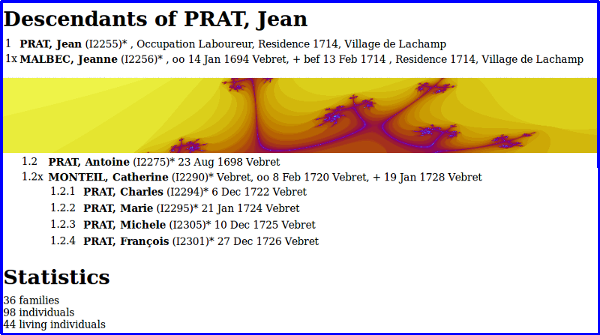 Descendants of PRAT, Jean
1 PRAT, Jean (I2255)* , Occupation Laboureur, Residence 1714, Village de Lachamp
1x MALBEC, Jeanne (I2256)* , oo 14 Jan 1694 Vebret, + bef 13 Feb 1714 , Residence 1714, Village de Lachamp
1.2 PRAT, Antoine (I2275)* 23 Aug 1698 Vebret
1.2x MONTEIL, Catherine (I2290)* Vebret, oo 8 Feb 1720 Vebret, + 19 Jan 1728 Vebret
1.2.1 PRAT, Charles (I2294)* 6 Dec 1722 Vebret
1.2.2 PRAT, Marie (I2295)* 21 Jan 1724 Vebret
1.2.3 PRAT, Michele (I2305)* 10 Dec 1725 Vebret
1.2.4 PRAT, François (I2301)* 27 Dec 1726 Vebret
Statistics
36 families
98 individuals
44 living individuals